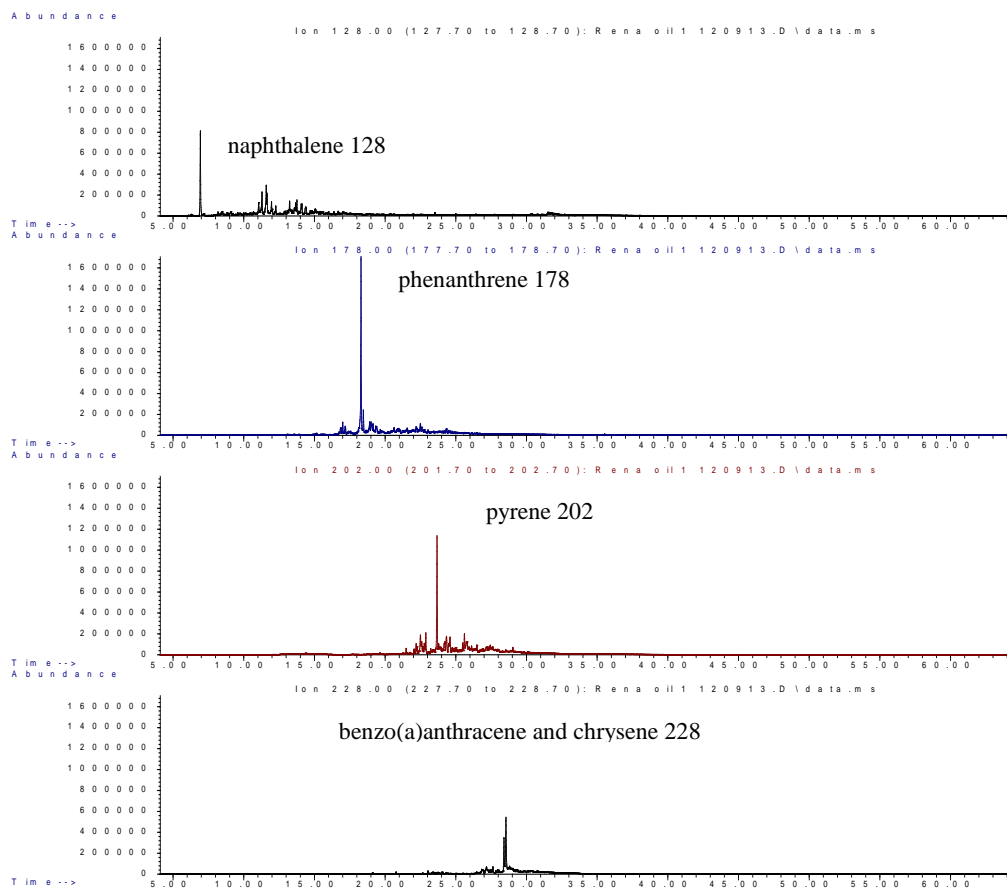 Abundance
Ion 128.00 (127.70 to 128.70): Rena oil1 120913.D\data.ms
1600000
1400000
1200000
1000000
800000
600000
400000
200000
0
naphthalene 128
5.00 10.00 15.00 20.00 25.00 30.00 35.00 40.00 45.00 50.00 55.00 60.00
Time-->
Abundance
Ion 178.00 (177.70 to 178.70): Rena oil1 120913.D\data.ms
1600000
1400000
1200000
1000000
800000
600000
400000
200000
0
phenanthrene 178
5.00 10.00 15.00 20.00 25.00 30.00 35.00 40.00 45.00 50.00 55.00 60.00
Time-->
Abundance
Ion 202.00 (201.70 to 202.70): Rena oil1 120913.D\data.ms
1600000
1400000
1200000
1000000
800000
600000
400000
200000
0
pyrene 202
5.00 10.00 15.00 20.00 25.00 30.00 35.00 40.00 45.00 50.00 55.00 60.00
Time-->
Abundance
Ion 228.00 (227.70 to 228.70): Rena oil1 120913.D\data.ms
1600000
1400000
1200000
1000000
800000
600000
400000
200000
0
benzo(a)anthracene and chrysene 228
5.00 10.00 15.00 20.00 25.00 30.00 35.00 40.00 45.00 50.00 55.00 60.00
Time-->